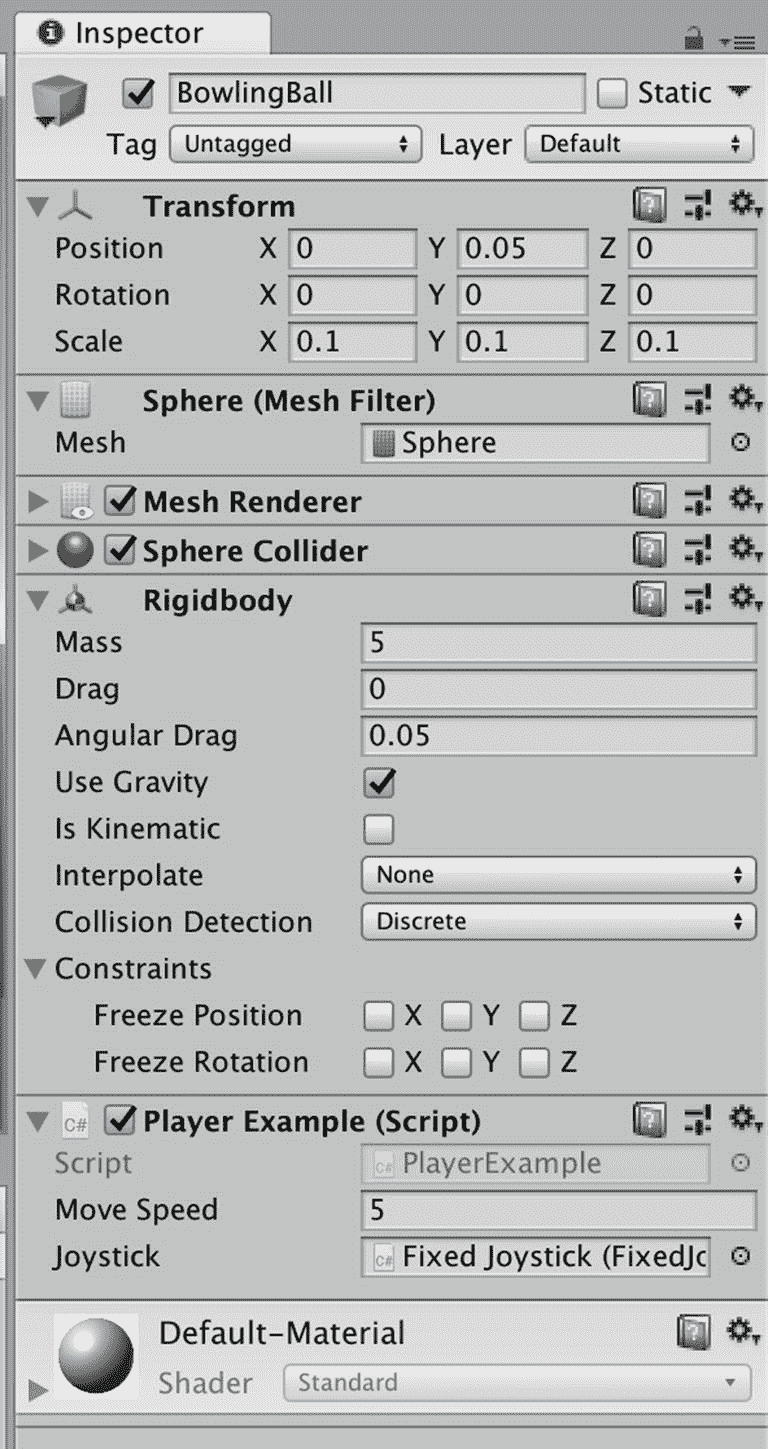 Inspector
BowlingBall Static
Tag Untagged Layer Default
Transform
Position X 0 Y 0.05 Z 0
Rotation X 0 Y 0 Z 0
Scale X 0.1 Y 0.1 Z 0.1
Sphere (Mesh Filter)
Mesh Sphere
Mesh Renderer
Sphere Collider
Rigidbody
Mass 5
Drag 0
Angular Drag 0.05
Use Gravity
Is Kinematic
Interpolate None
Collision Detection Discrete
Constraints
Freeze Position X Y Z
Freeze Rotation X Y Z
C# Player Example (Script)
Script C# PlayerExample
Move Speed 5
Joystick C# Fixed Joystick (FixedJo
Default-Material
Shader Standard